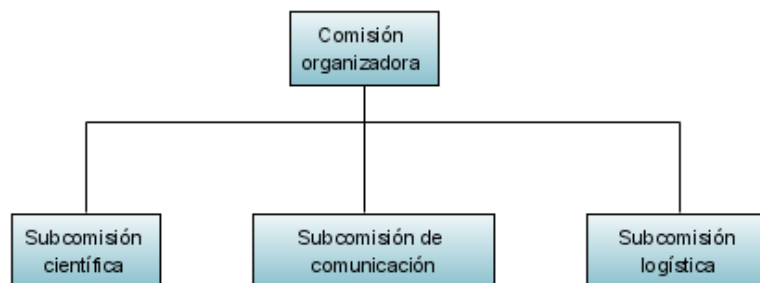 Comisión
organizadora
Subcomisión
científica
Subcomisión de
comunicación
Subcomisión
logística